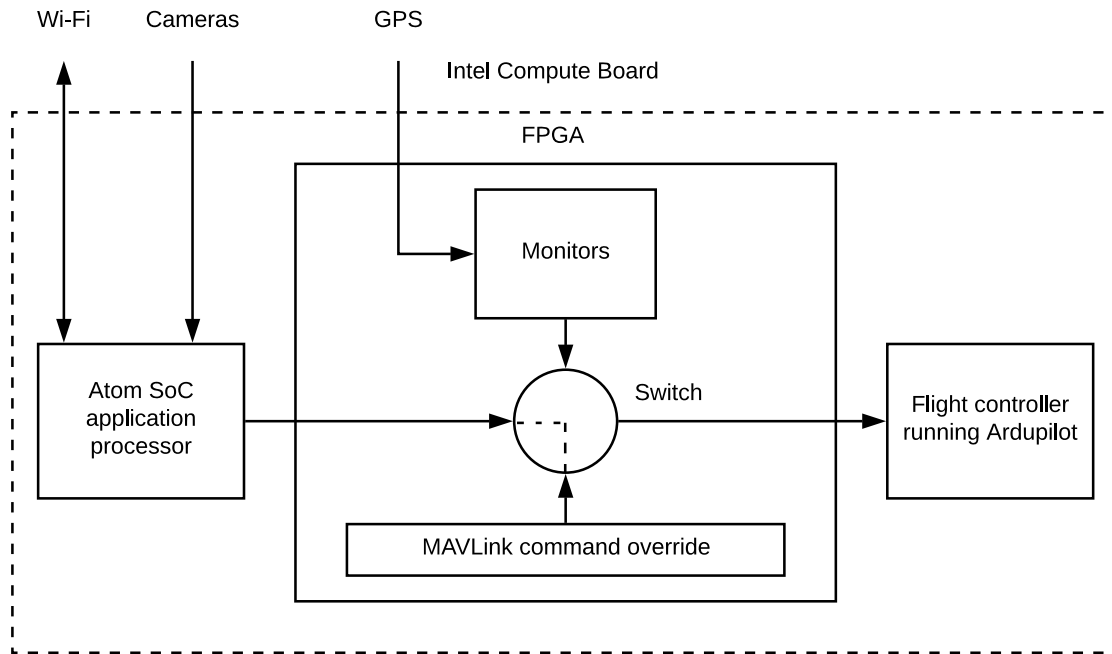 Wi-Fi
Cameras
GPS
Intel Compute Board
FPGA
Monitors
Atom SoC
application
processor
Switch
Flight controller
running Ardupilot
MAVLink command override